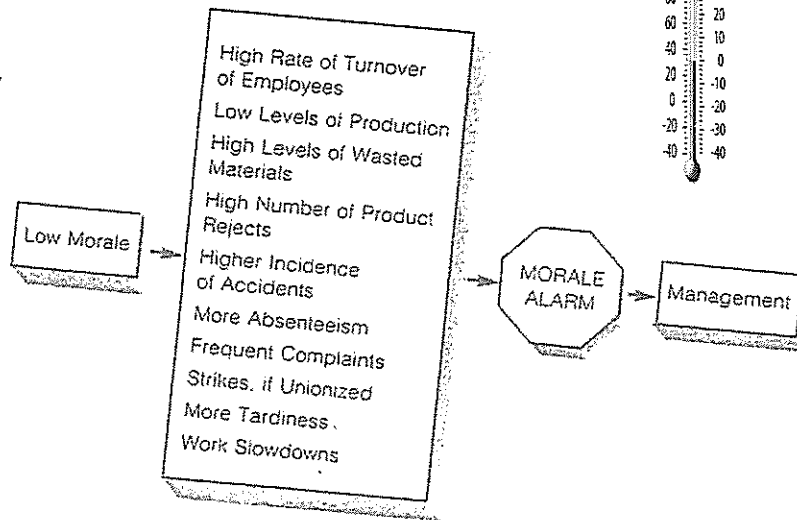 High Rate of Turnover
of Employees
Low Levels of Production
High Levels of Wasted
Materials
High Number of Product
Rejects
Higher Incidence
of Accidents
More Absenteeism
Frequent Complaints
Strikes, if Unionized
More Tardiness
Work Slowdowns
Low Morale
MORALE
ALARM
Management
20
60 10
40 0
20 -10
0 -20
-20 -30
-40 -40